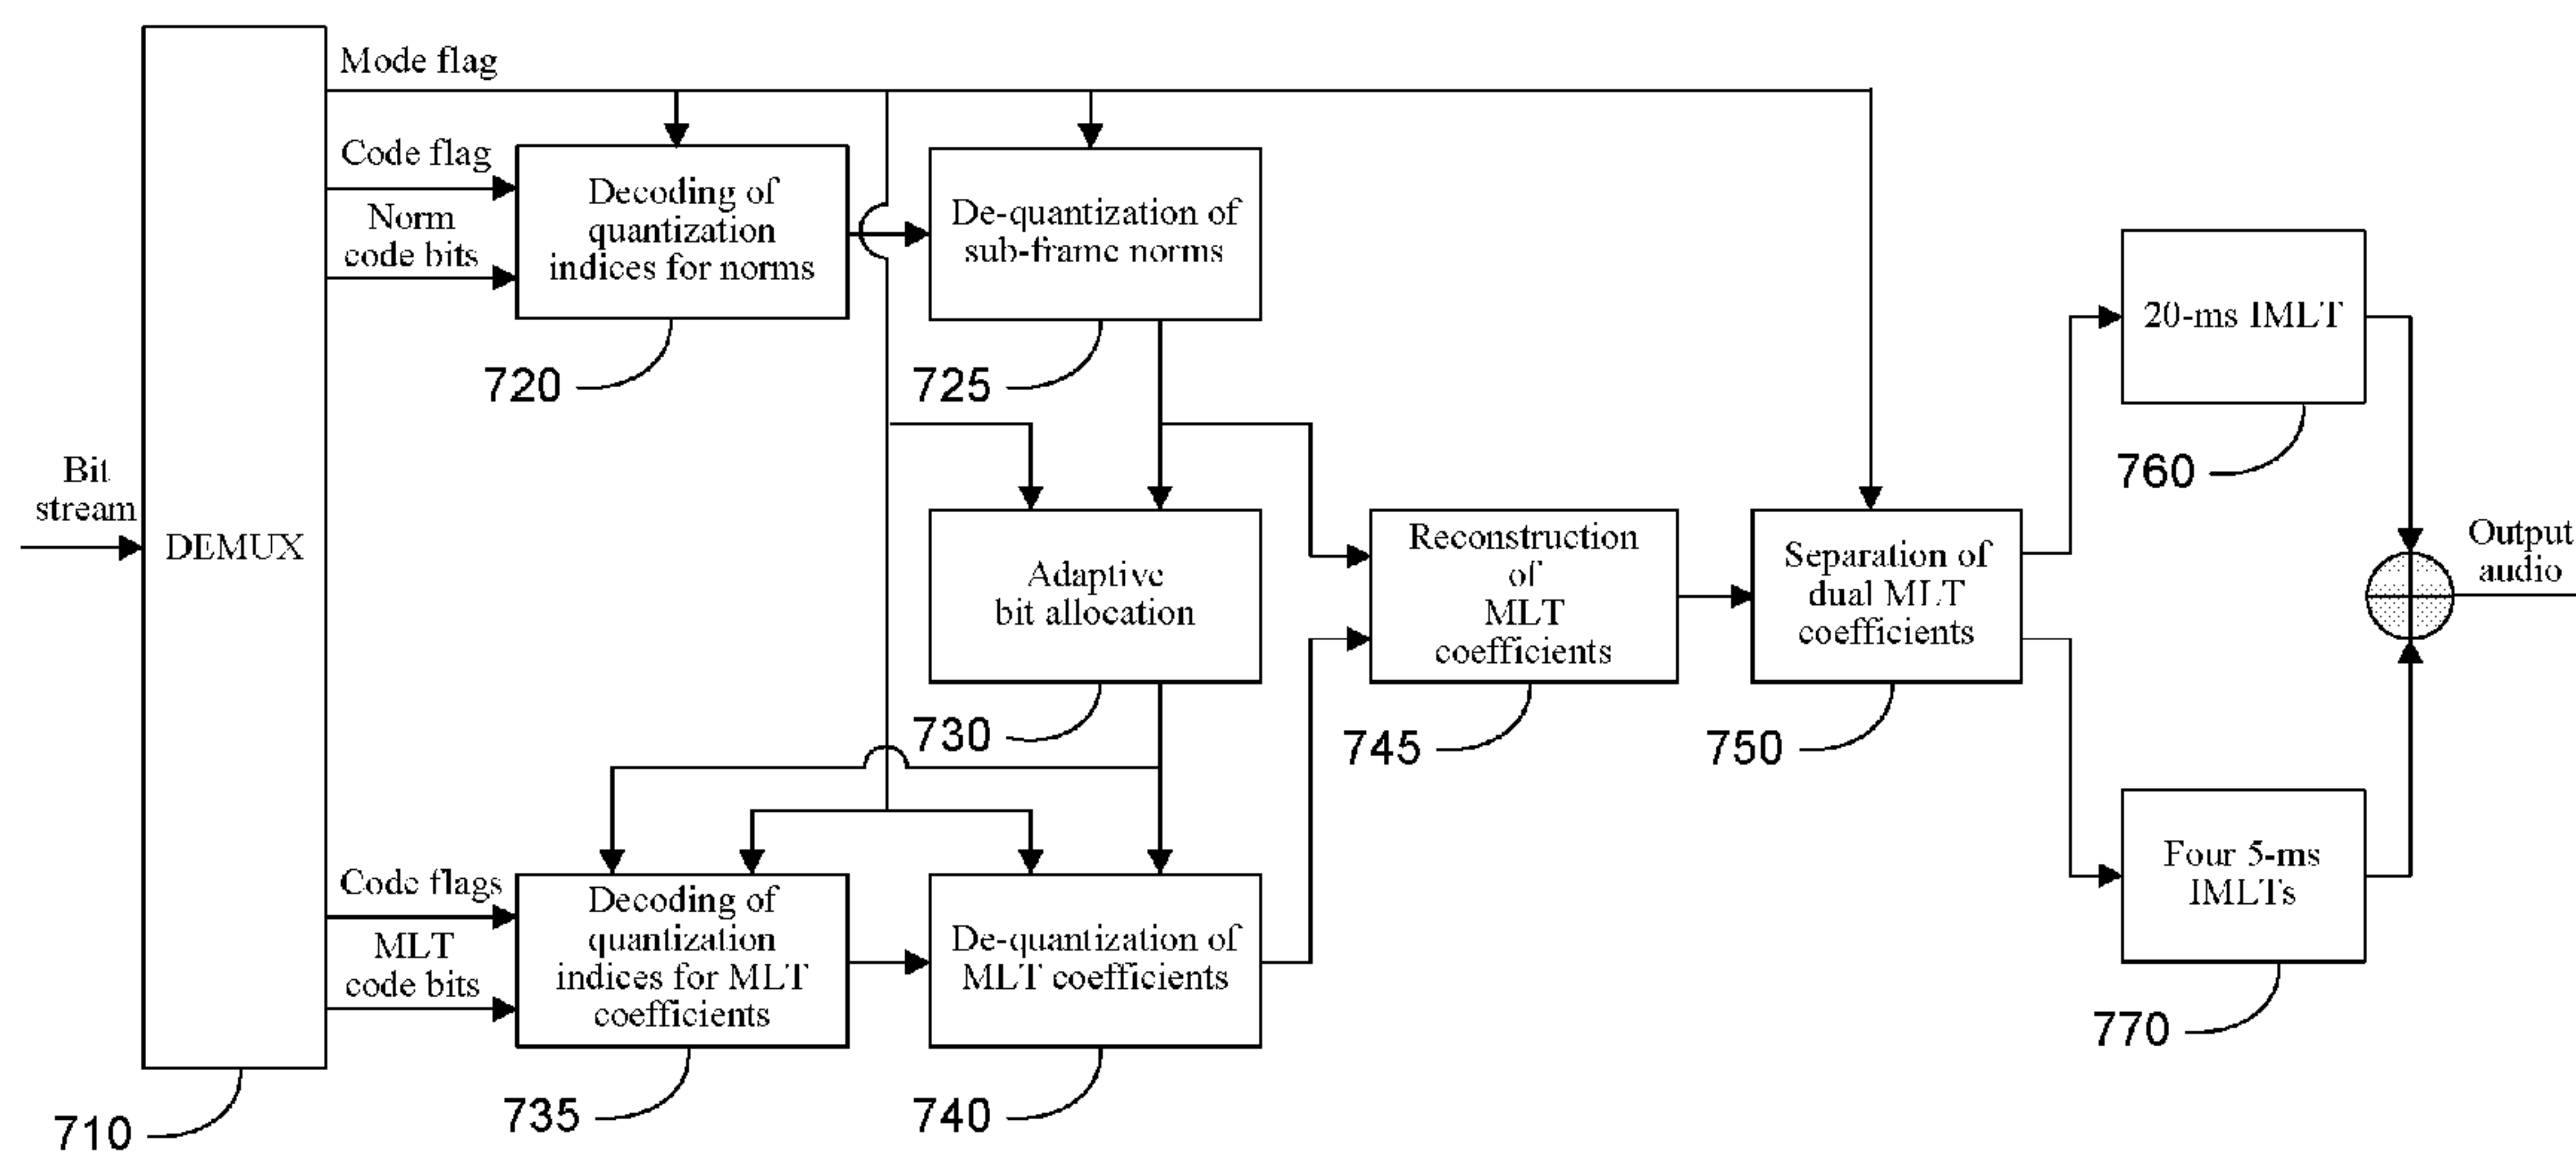 Mode flag
Code flag
Norm
code bits
Decoding of
quantization
indices for norms
720
De-quantization of
sub-frame norms
725
Bit
stream
DEMUX
710
Adaptive
bit allocation
730
Code flags
MLT
code bits
Decoding of
quantization
indices for MLT
coefficients
735
De-quantization of
MLT coefficients
740
Reconstruction
of
MLT
coefficients
745
Separation of
dual MLT
coefficients
750
20-ms IMLT
760
Four 5-ms
IMLTs
770
Output
audio